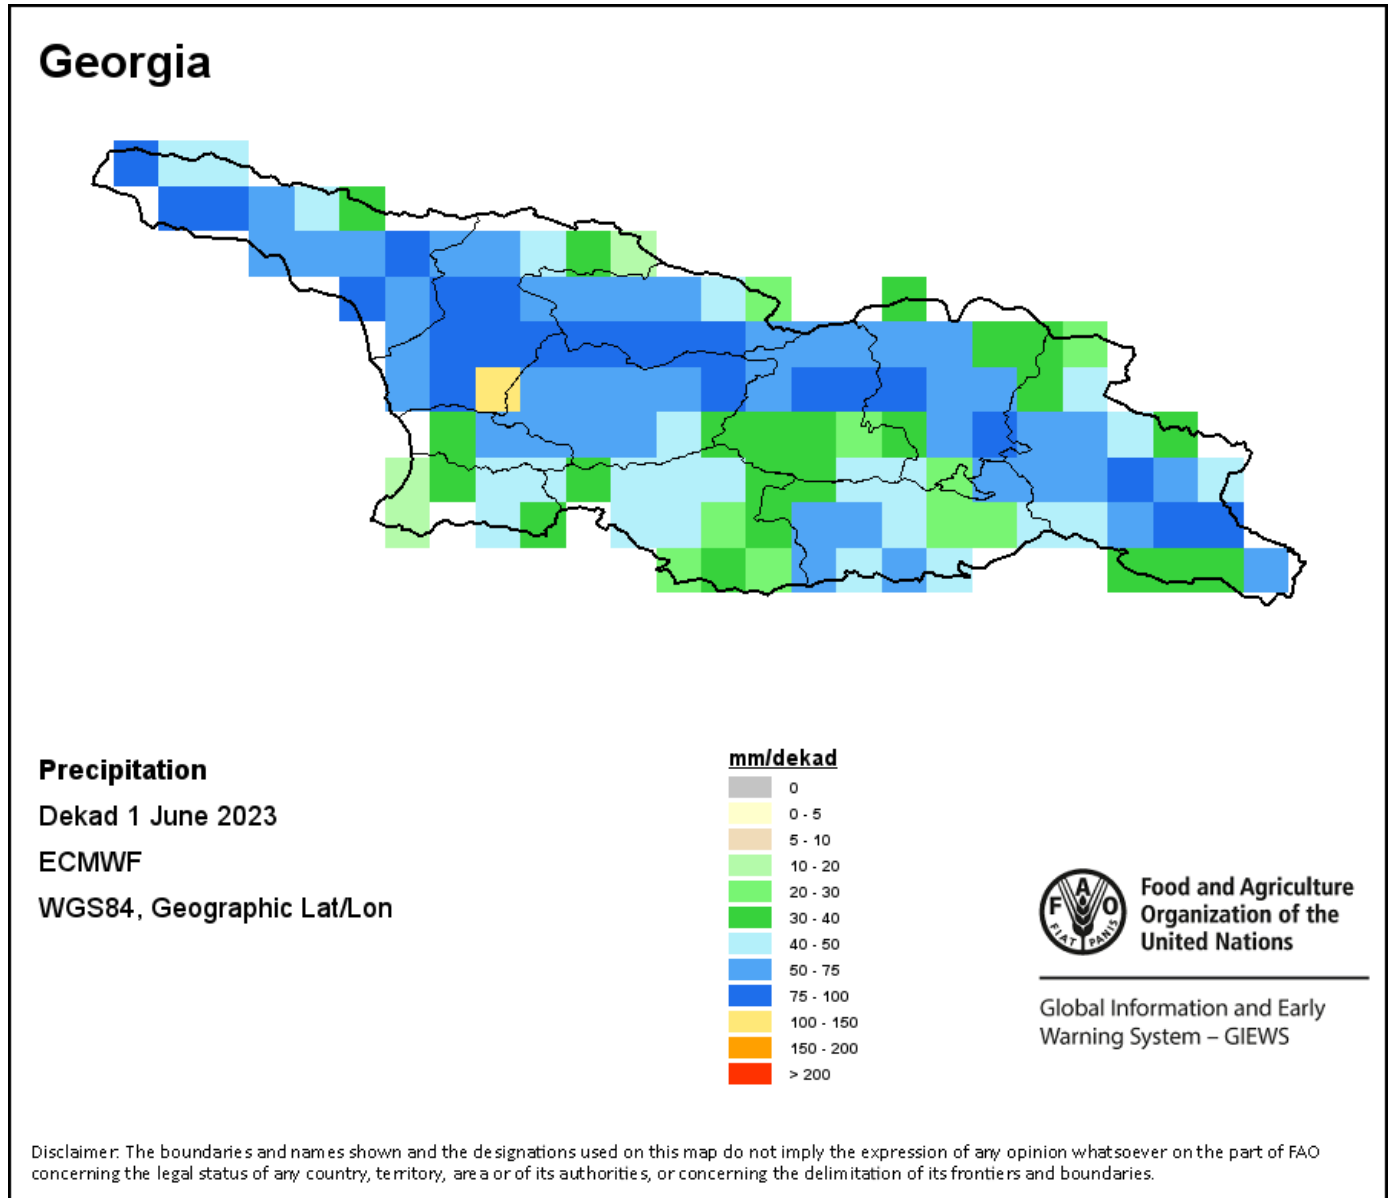 Georgia
Precipitation
Dekad 1 June 2023
ECMWF
WGS84, Geographic Lat/Lon
mm/dekad
0
0 - 5
5 - 10
10 - 20
20 - 30
30 - 40
40 - 50
50 - 75
75 - 100
100 - 150
150 - 200
> 200
F A O
FIAT PANIS
Food and Agriculture
Organization of the
United Nations
Global Information and Early
Warning System – GIEWS
Disclaimer: The boundaries and names shown and the designations used on this map do not imply the expression of any opinion whatsoever on the part of FAO
concerning the legal status of any country, territory, area or of its authorities, or concerning the delimitation of its frontiers and boundaries.